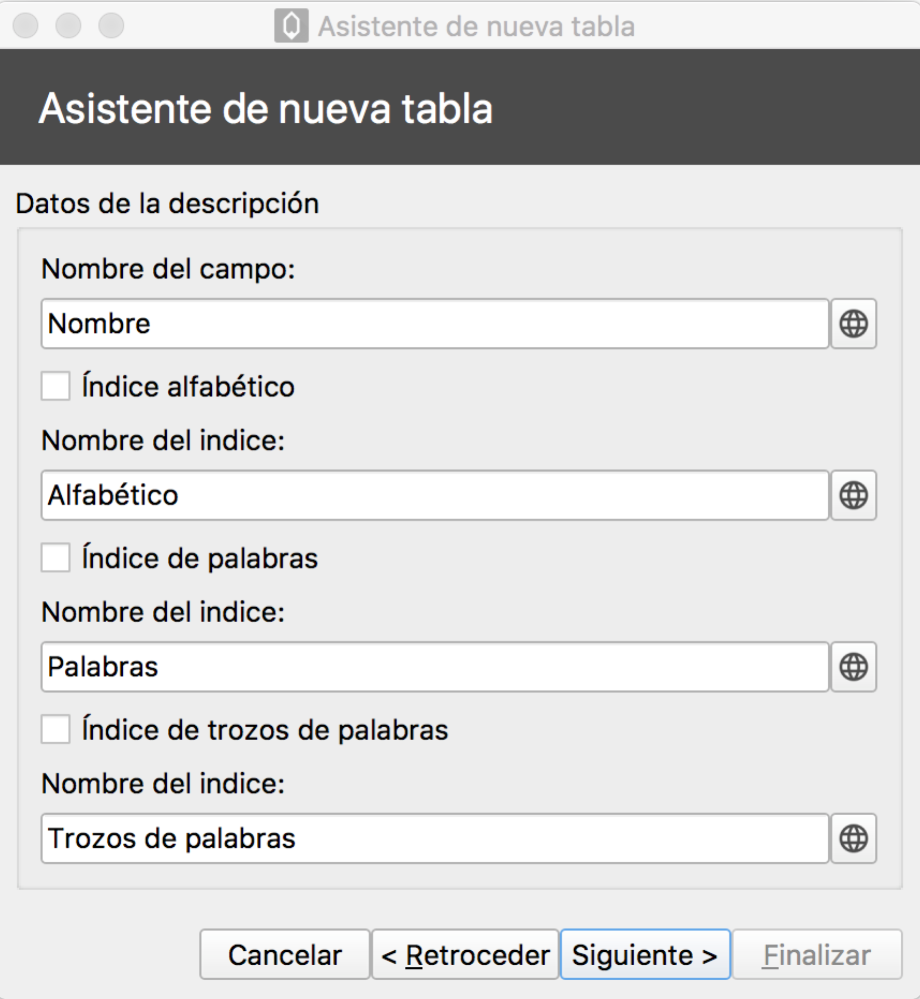 Asistente de nueva tabla
Asistente de nueva tabla
Datos de la descripción
Nombre del campo:
Nombre
Índice alfabético
Nombre del indice:
Alfabético
Índice de palabras
Nombre del indice:
Palabras
Índice de trozos de palabras
Nombre del indice:
Trozos de palabras
Cancelar < Retroceder Siguiente > Finalizar